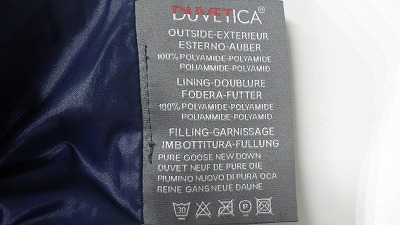 DUVETICA
OUTSIDE-EXTERIEUR
ESTERNO-AUBER
100% POLYAMIDE-POLYAMIDE
POLIAMMIDE-POLYAMID
LINING-DOUBLURE
FODERA-FUTTER
100% POLYAMIDE-POLYAMIDE
POLIAMMIDE-POLYAMID
FILLING-GARNISSAGE
IMBOTTITURA-FULLUNG
PURE GOOSE NEW DOWN
DUVET NEUF DE PURE OIE
PIUMINO NUOVO DI PURA OCA
REINE GANS NEUE DAUNE
30 P